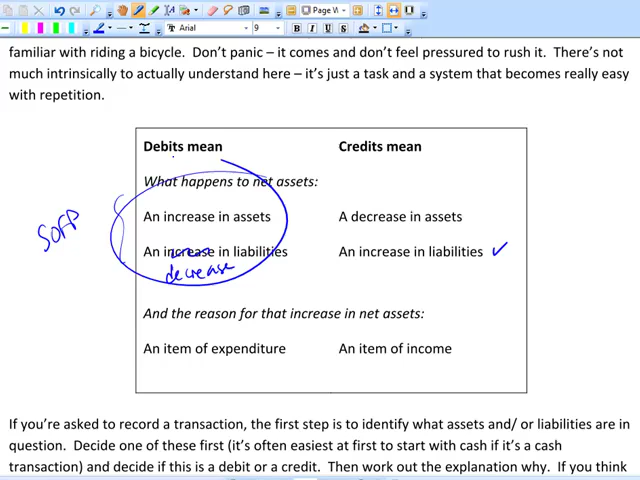 Page W
Arial
9
B I U S
familiar with riding a bicycle. Don't panic – it comes and don't feel pressured to rush it. There's not
much intrinsically to actually understand here – it's just a task and a system that becomes really easy
with repetition.
Debits mean Credits mean
What happens to net assets:
An increase in assets A decrease in assets
SOFP
An increase in liabilities An increase in liabilities ✓
decrease
And the reason for that increase in net assets:
An item of expenditure An item of income
If you're asked to record a transaction, the first step is to identify what assets and/ or liabilities are in
question. Decide one of these first (it's often easiest at first to start with cash if it's a cash
transaction) and decide if this is a debit or a credit. Then work out the explanation why. If you think